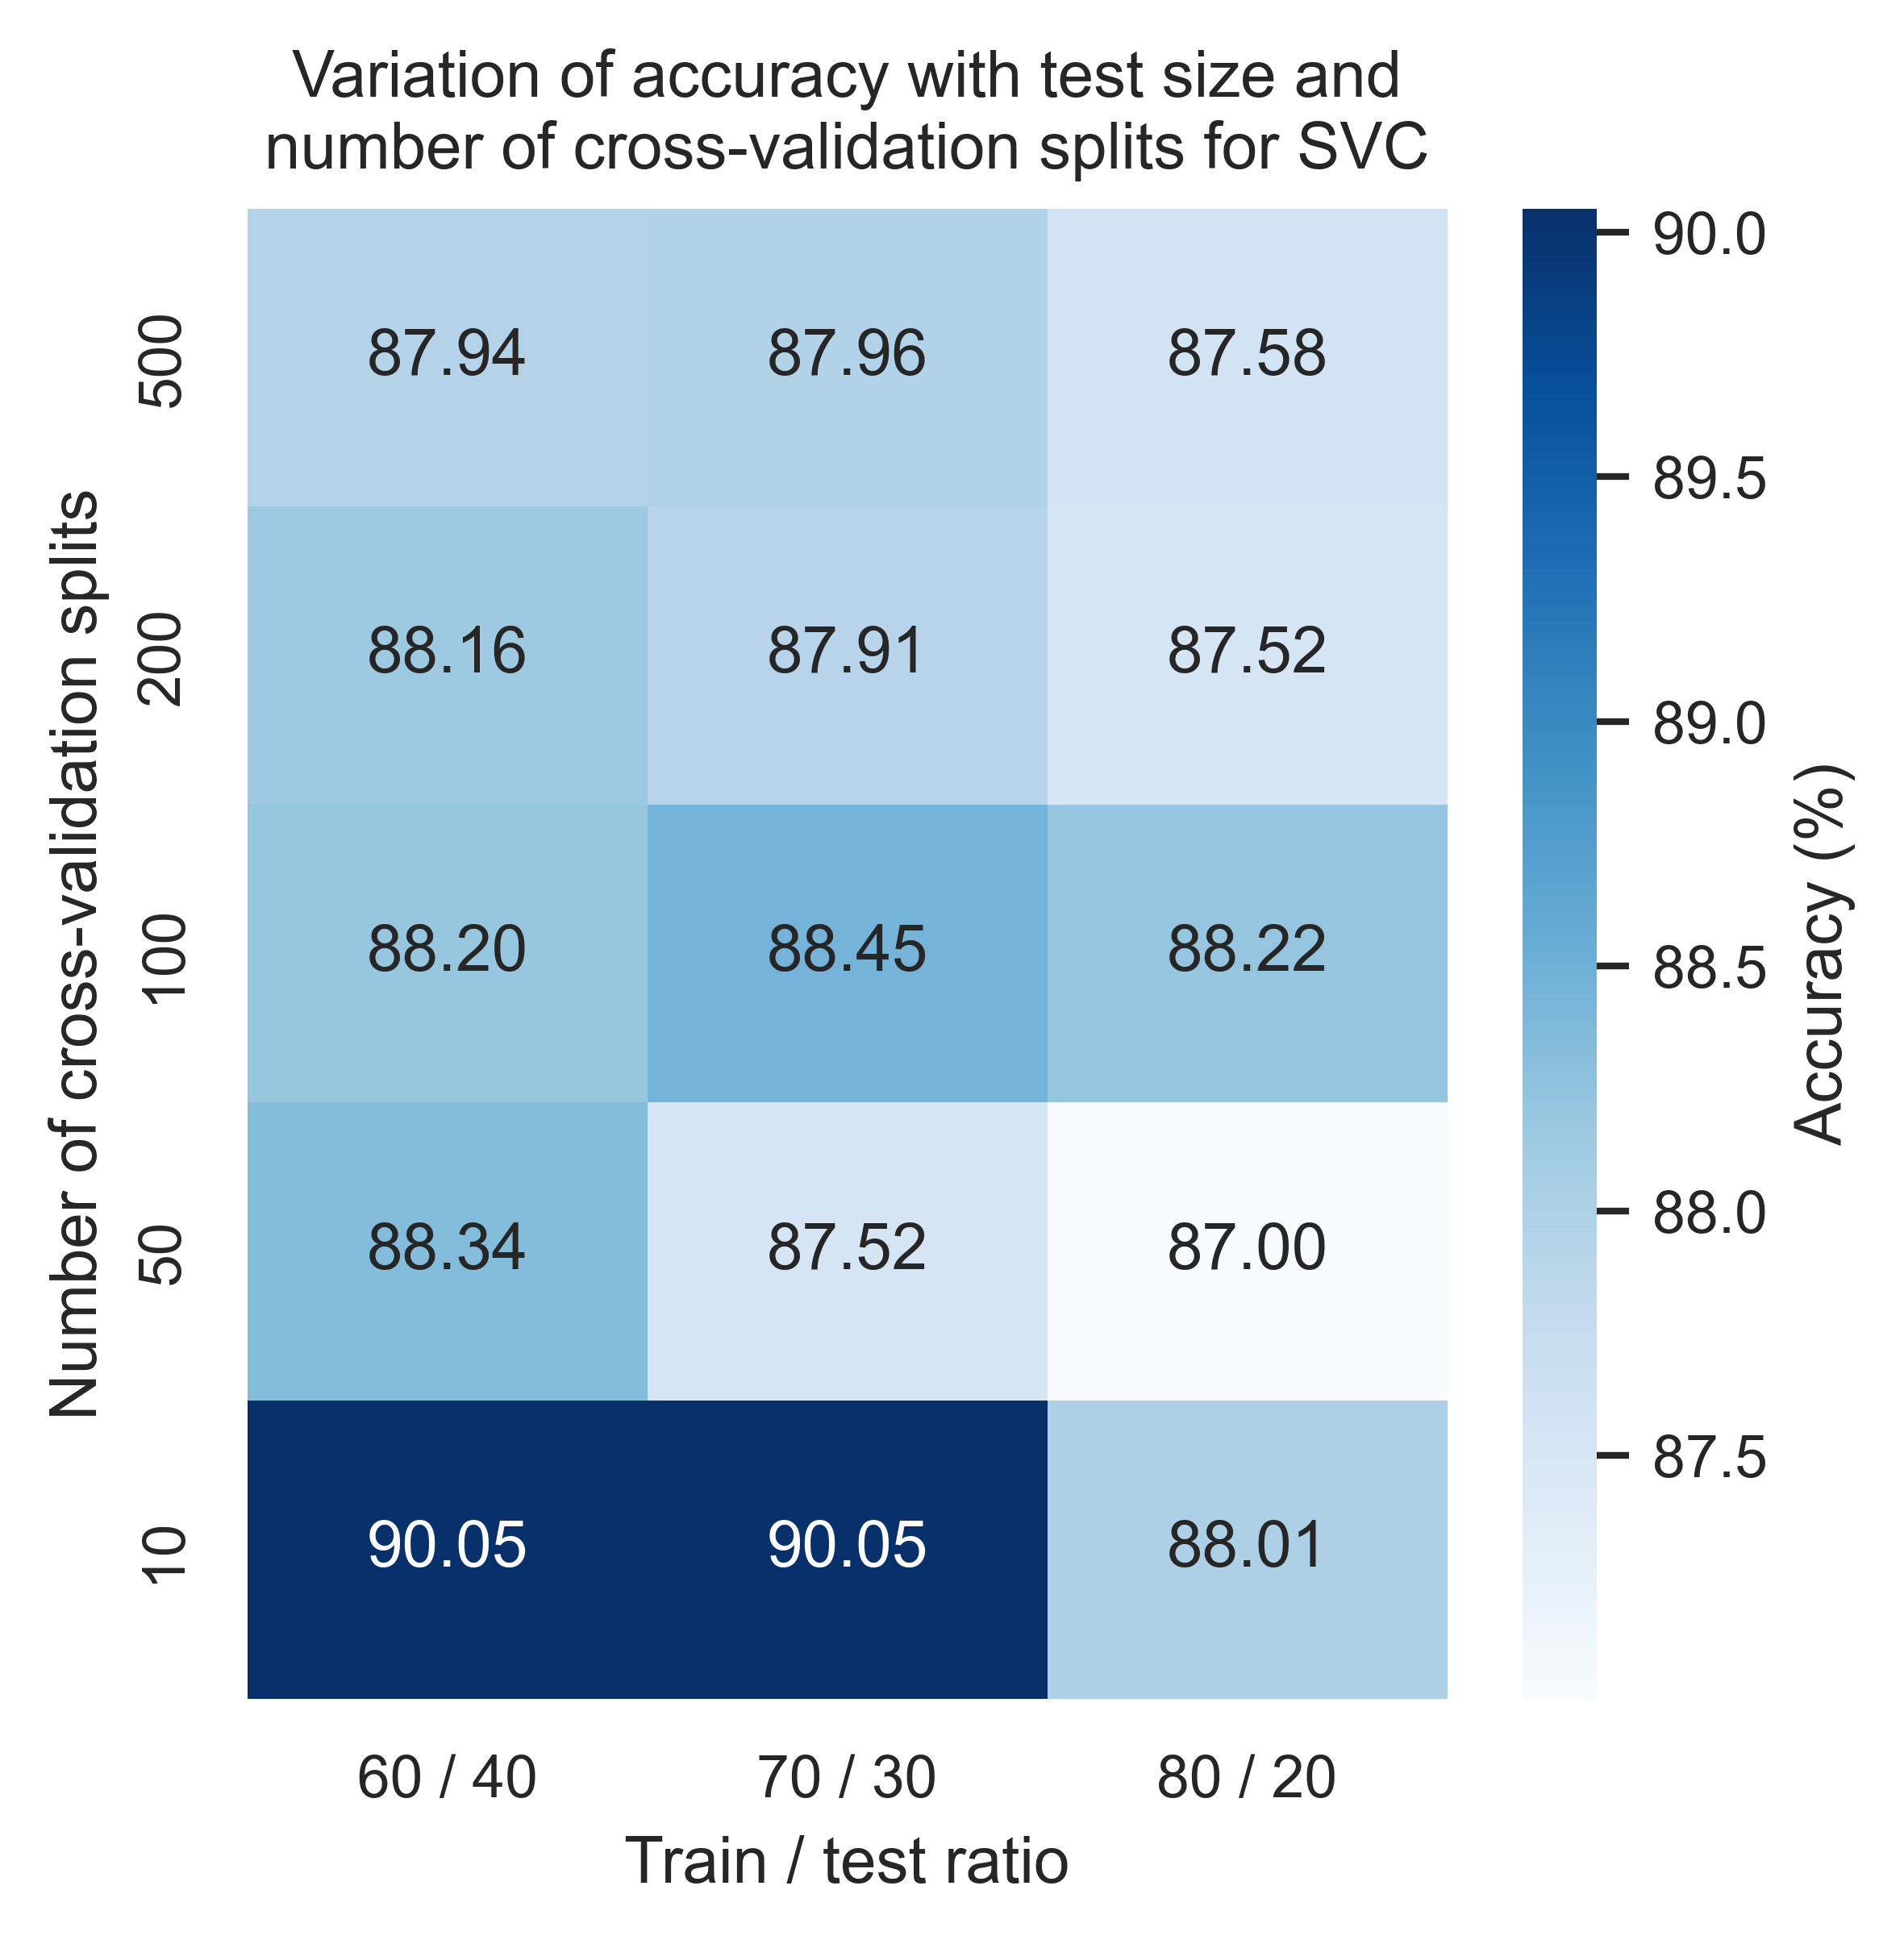 Variation of accuracy with test size and
number of cross-validation splits for SVC
Number of cross-validation splits
500
87.94 87.96 87.58
200
88.16 87.91 87.52
100
88.20 88.45 88.22
50
88.34 87.52 87.00
10
90.05 90.05 88.01
60 / 40 70 / 30 80 / 20
Train / test ratio
90.0
89.5
89.0
88.5
88.0
87.5
Accuracy (%)